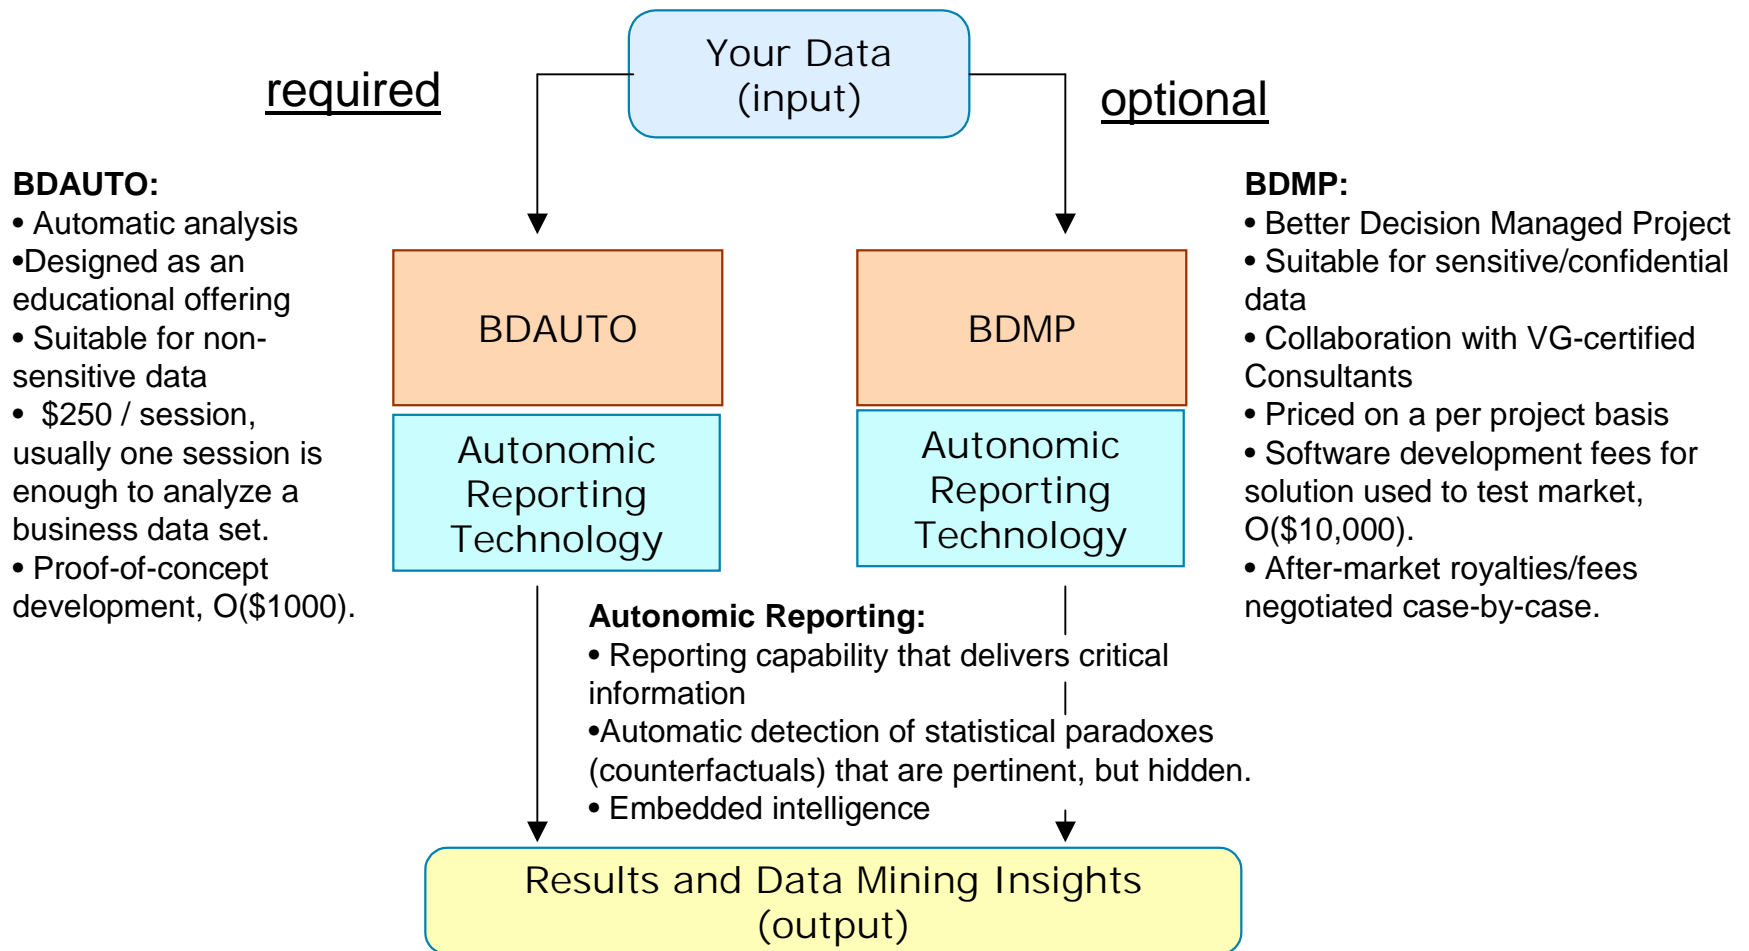 Your Data
(input)
required
optional
BDAUTO:
• Automatic analysis
•Designed as an
educational offering
• Suitable for non-
sensitive data
• $250 / session,
usually one session is
enough to analyze a
business data set.
• Proof-of-concept
development, O($1000).
BDAUTO
Autonomic
Reporting
Technology
BDMP
Autonomic
Reporting
Technology
BDMP:
• Better Decision Managed Project
• Suitable for sensitive/confidential
data
• Collaboration with VG-certified
Consultants
• Priced on a per project basis
• Software development fees for
solution used to test market,
O($10,000).
• After-market royalties/fees
negotiated case-by-case.
Autonomic Reporting:
• Reporting capability that delivers critical
information
•Automatic detection of statistical paradoxes
(counterfactuals) that are pertinent, but hidden.
• Embedded intelligence
Results and Data Mining Insights
(output)